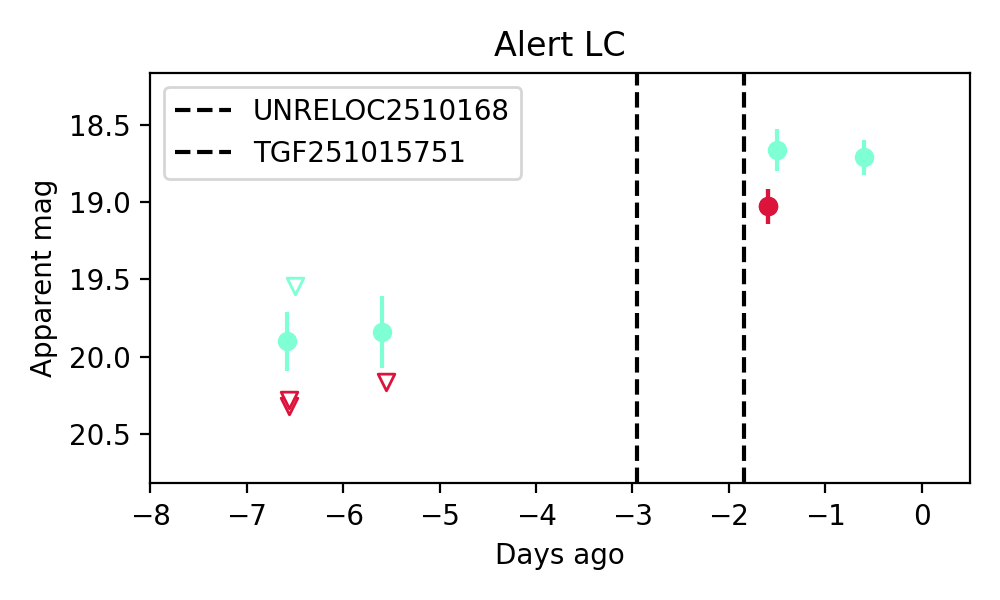 Alert LC
UNRELOC2510168
TGF251015751
18.5
19.0
19.5
20.0
20.5
Apparent mag
−8 −7 −6 −5 −4 −3 −2 −1 0
Days ago